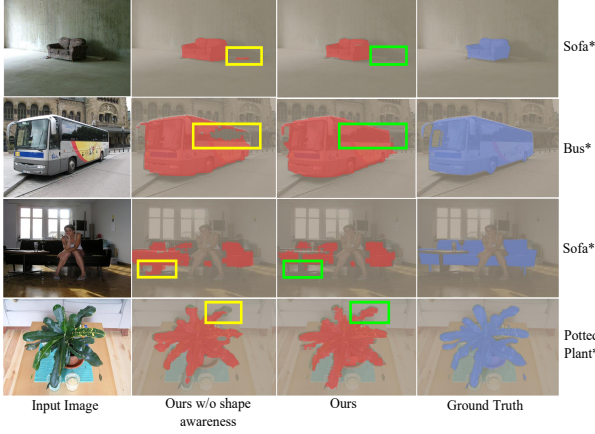 Sofa*
Bus*
Sofa*
Potted
Plant*
Input Image
Ours w/o shape
awareness
Ours
Ground Truth